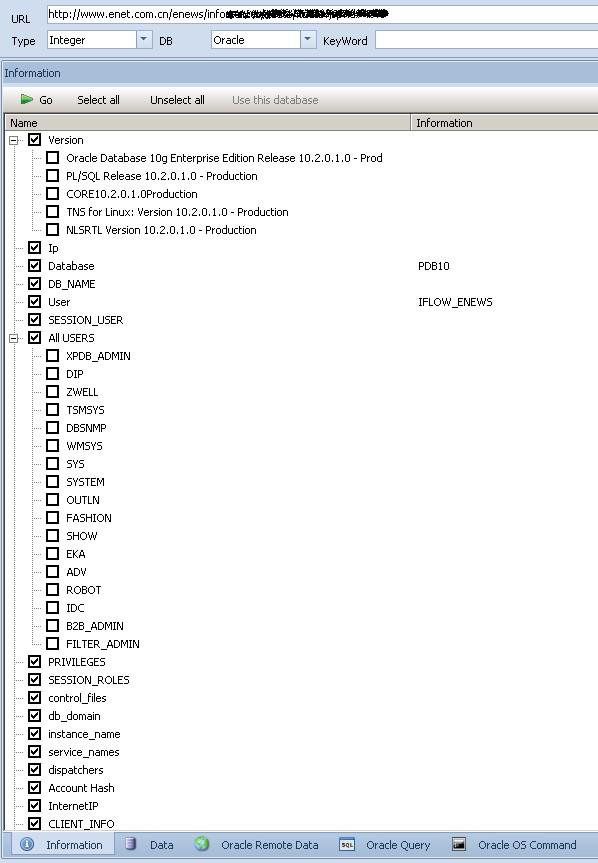 URL http://www.enet.com.cn/enews/info
Type Integer DB Oracle KeyWord
Information
Go Select all Unselect all Use this database
Name Information
Version
Oracle Database 10g Enterprise Edition Release 10.2.0.1.0 - Prod
PL/SQL Release 10.2.0.1.0 - Production
CORE10.2.0.1.0Production
TNS for Linux: Version 10.2.0.1.0 - Production
NLSRTL Version 10.2.0.1.0 - Production
Ip
Database PDB10
DB_NAME
User IFLOW_ENEWS
SESSION_USER
All USERS
XPDB_ADMIN
DIP
ZWELL
TSMSYS
DBSNMP
WMSYS
SYS
SYSTEM
OUTLN
FASHION
SHOW
EKA
ADV
ROBOT
IDC
B2B_ADMIN
FILTER_ADMIN
PRIVILEGES
SESSION_ROLES
control_files
db_domain
instance_name
service_names
dispatchers
Account Hash
InternetIP
CLIENT_INFO
Information Data Oracle Remote Data SQL Oracle Query Oracle OS Command